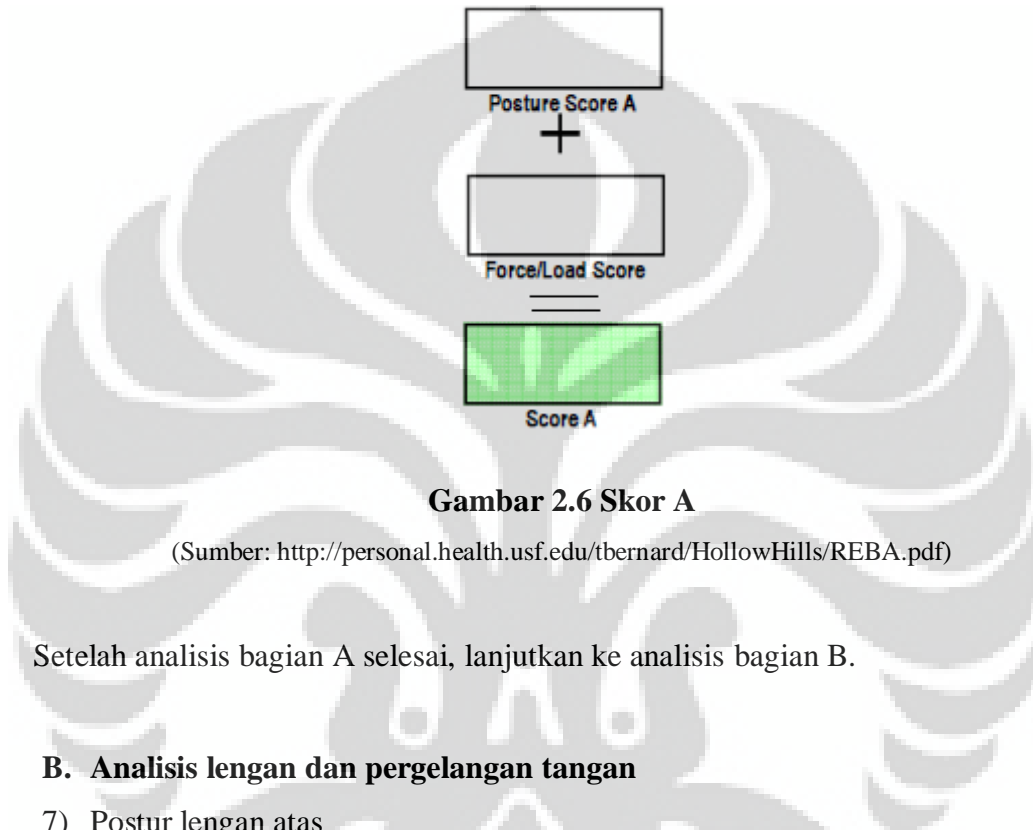 Posture Score A
+
Force/Load Score
Score A
Gambar 2.6 Skor A
(Sumber: http://personal.health.usf.edu/tbernard/HollowHills/REBA.pdf)
Setelah analisis bagian A selesai, lanjutkan ke analisis bagian B.
B. Analisis lengan dan pergelangan tangan
7) Postur lengan atas